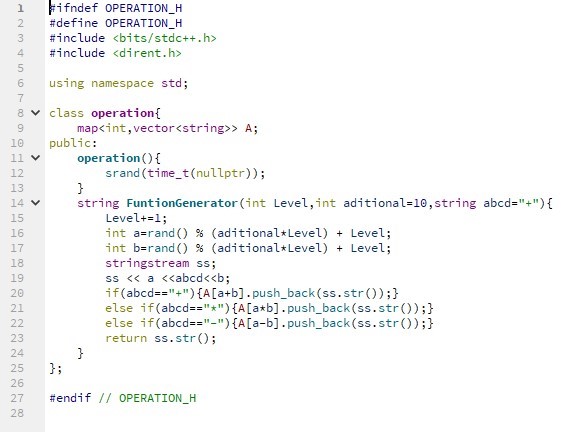 1 #ifndef OPERATION_H
2 #define OPERATION_H
3 #include <bits/stdc++.h>
4 #include <dirent.h>
5
6 using namespace std;
7
8 class operation{
9     map<int,vector<string>> A;
10 public:
11     operation(){
12         srand(time_t(nullptr));
13     }
14     string FuntionGenerator(int Level,int aditional=10,string abcd="+"){
15         Level+=1;
16         int a=rand() % (aditional*Level) + Level;
17         int b=rand() % (aditional*Level) + Level;
18         stringstream ss;
19         ss << a <<abcd<<b;
20         if(abcd=="+"){A[a+b].push_back(ss.str());}
21         else if(abcd=="*"){A[a*b].push_back(ss.str());}
22         else if(abcd=="-"){A[a-b].push_back(ss.str());}
23         return ss.str();
24     }
25 };
26
27 #endif // OPERATION_H
28